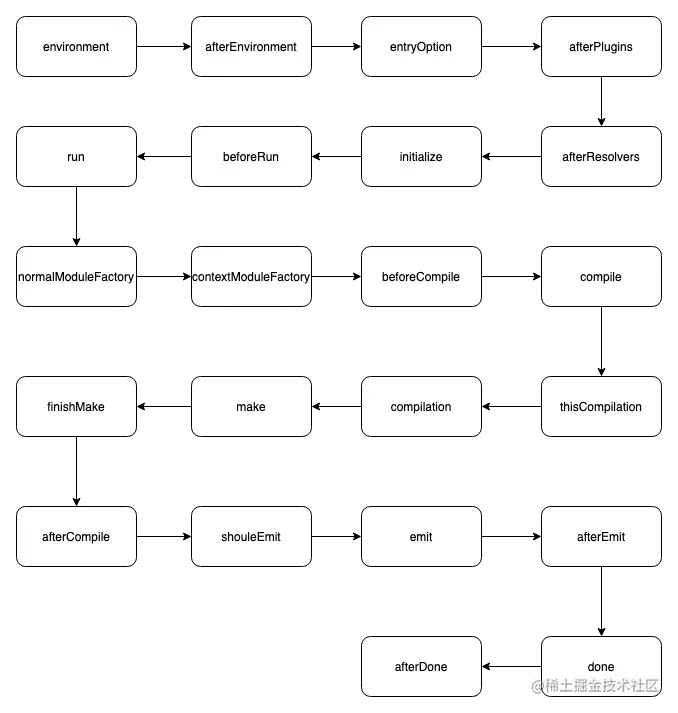 environment
afterEnvironment
entryOption
afterPlugins
run
beforeRun
initialize
afterResolvers
normalModuleFactory
contextModuleFactory
beforeCompile
compile
finishMake
make
compilation
thisCompilation
afterCompile
shouleEmit
emit
afterEmit
afterDone
done
@稀土掘金技术社区